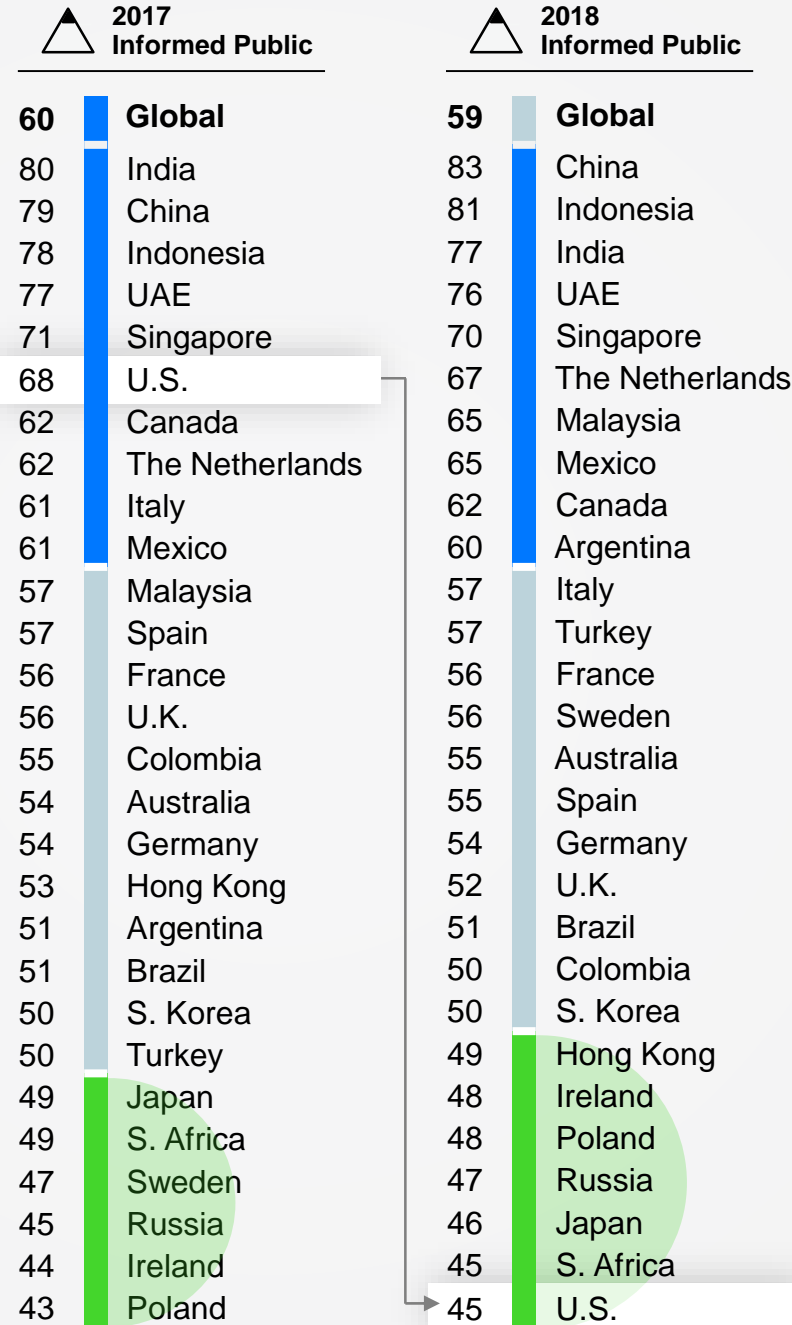 2017
Informed Public
60 Global
80 India
79 China
78 Indonesia
77 UAE
71 Singapore
68 U.S.
62 Canada
62 The Netherlands
61 Italy
61 Mexico
57 Malaysia
57 Spain
56 France
56 U.K.
55 Colombia
54 Australia
54 Germany
53 Hong Kong
51 Argentina
51 Brazil
50 S. Korea
50 Turkey
49 Japan
49 S. Africa
47 Sweden
45 Russia
44 Ireland
43 Poland
2018
Informed Public
59 Global
83 China
81 Indonesia
77 India
76 UAE
70 Singapore
67 The Netherlands
65 Malaysia
65 Mexico
62 Canada
60 Argentina
57 Italy
57 Turkey
56 France
56 Sweden
55 Australia
55 Spain
54 Germany
52 U.K.
51 Brazil
50 Colombia
50 S. Korea
49 Hong Kong
48 Ireland
48 Poland
47 Russia
46 Japan
45 S. Africa
45 U.S.